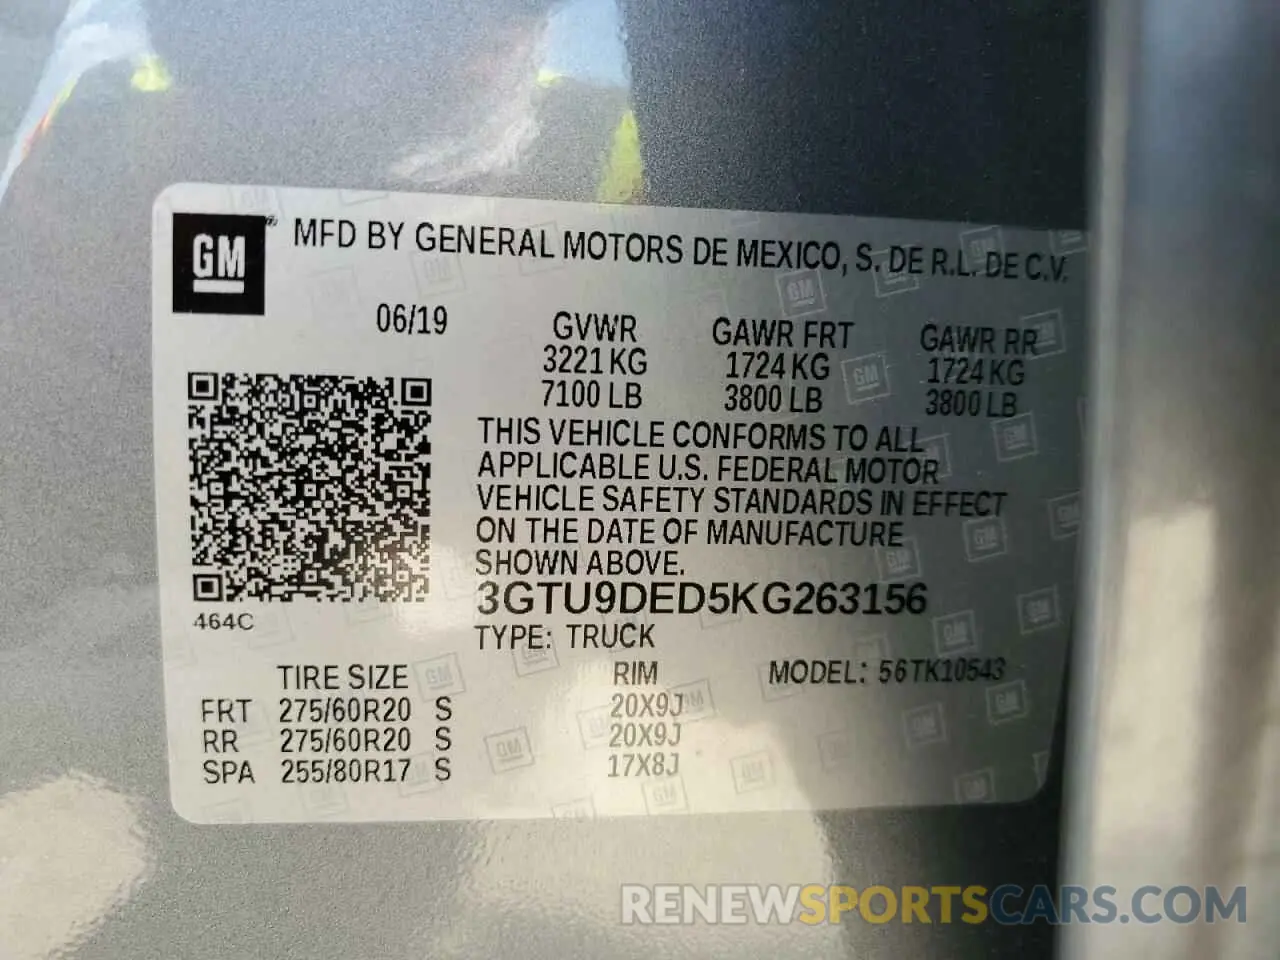 GM® MFD BY GENERAL MOTORS DE MEXICO, S. DE R.L. DE C.V.
06/19
GVWR GAWR FRT GAWR RR
3221 KG 1724 KG 1724 KG
7100 LB 3800 LB 3800 LB
THIS VEHICLE CONFORMS TO ALL
APPLICABLE U.S. FEDERAL MOTOR
VEHICLE SAFETY STANDARDS IN EFFECT
ON THE DATE OF MANUFACTURE
SHOWN ABOVE.
3GTU9DED5KG263156
464C
TYPE: TRUCK
TIRE SIZE RIM MODEL: 56TK10543
FRT 275/60R20 S 20X9J
RR 275/60R20 S 20X9J
SPA 255/80R17 S 17X8J
RENEWSPORTSCARS.COM